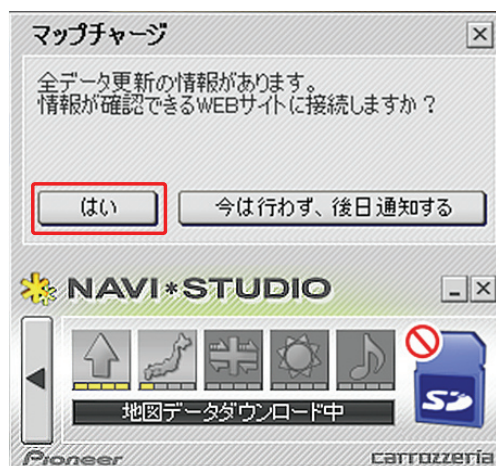 マップチャージ
全データ更新の情報があります。
情報が確認できるWEBサイトに接続しますか？
はい
今は行わず、後日通知する
NAVI*STUDIO
地図データダウンロード中
SD
Pioneer
carrozzeria